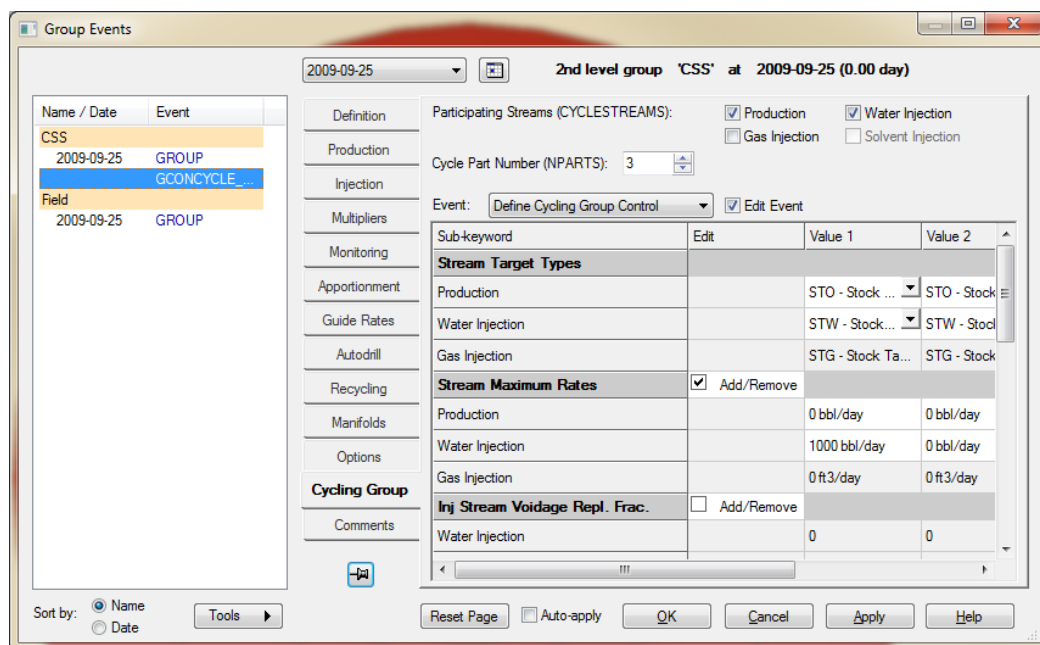 Group Events
2009-09-25
2nd level group 'CSS' at 2009-09-25 (0.00 day)
Name / Date Event
CSS
2009-09-25 GROUP
GCONCYCLE_...
Field
2009-09-25 GROUP
Sort by: Name
Date
Tools
Definition
Production
Injection
Multipliers
Monitoring
Apportionment
Guide Rates
Autodrill
Recycling
Manifolds
Options
Cycling Group
Comments
Participating Streams (CYCLESTREAMS): Production Water Injection
Gas Injection Solvent Injection
Cycle Part Number (NPARTS): 3
Event: Define Cycling Group Control Edit Event
Sub-keyword Edit Value 1 Value 2
Stream Target Types
Production STO - Stock ... STO - Stock
Water Injection STW - Stock... STW - Stock
Gas Injection STG - Stock Ta... STG - Stock
Stream Maximum Rates Add/Remove
Production 0 bbl/day 0 bbl/day
Water Injection 1000 bbl/day 0 bbl/day
Gas Injection 0 ft3/day 0 ft3/day
Inj Stream Voidage Repl. Frac. Add/Remove
Water Injection 0 0
Reset Page Auto-apply OK Cancel Apply Help